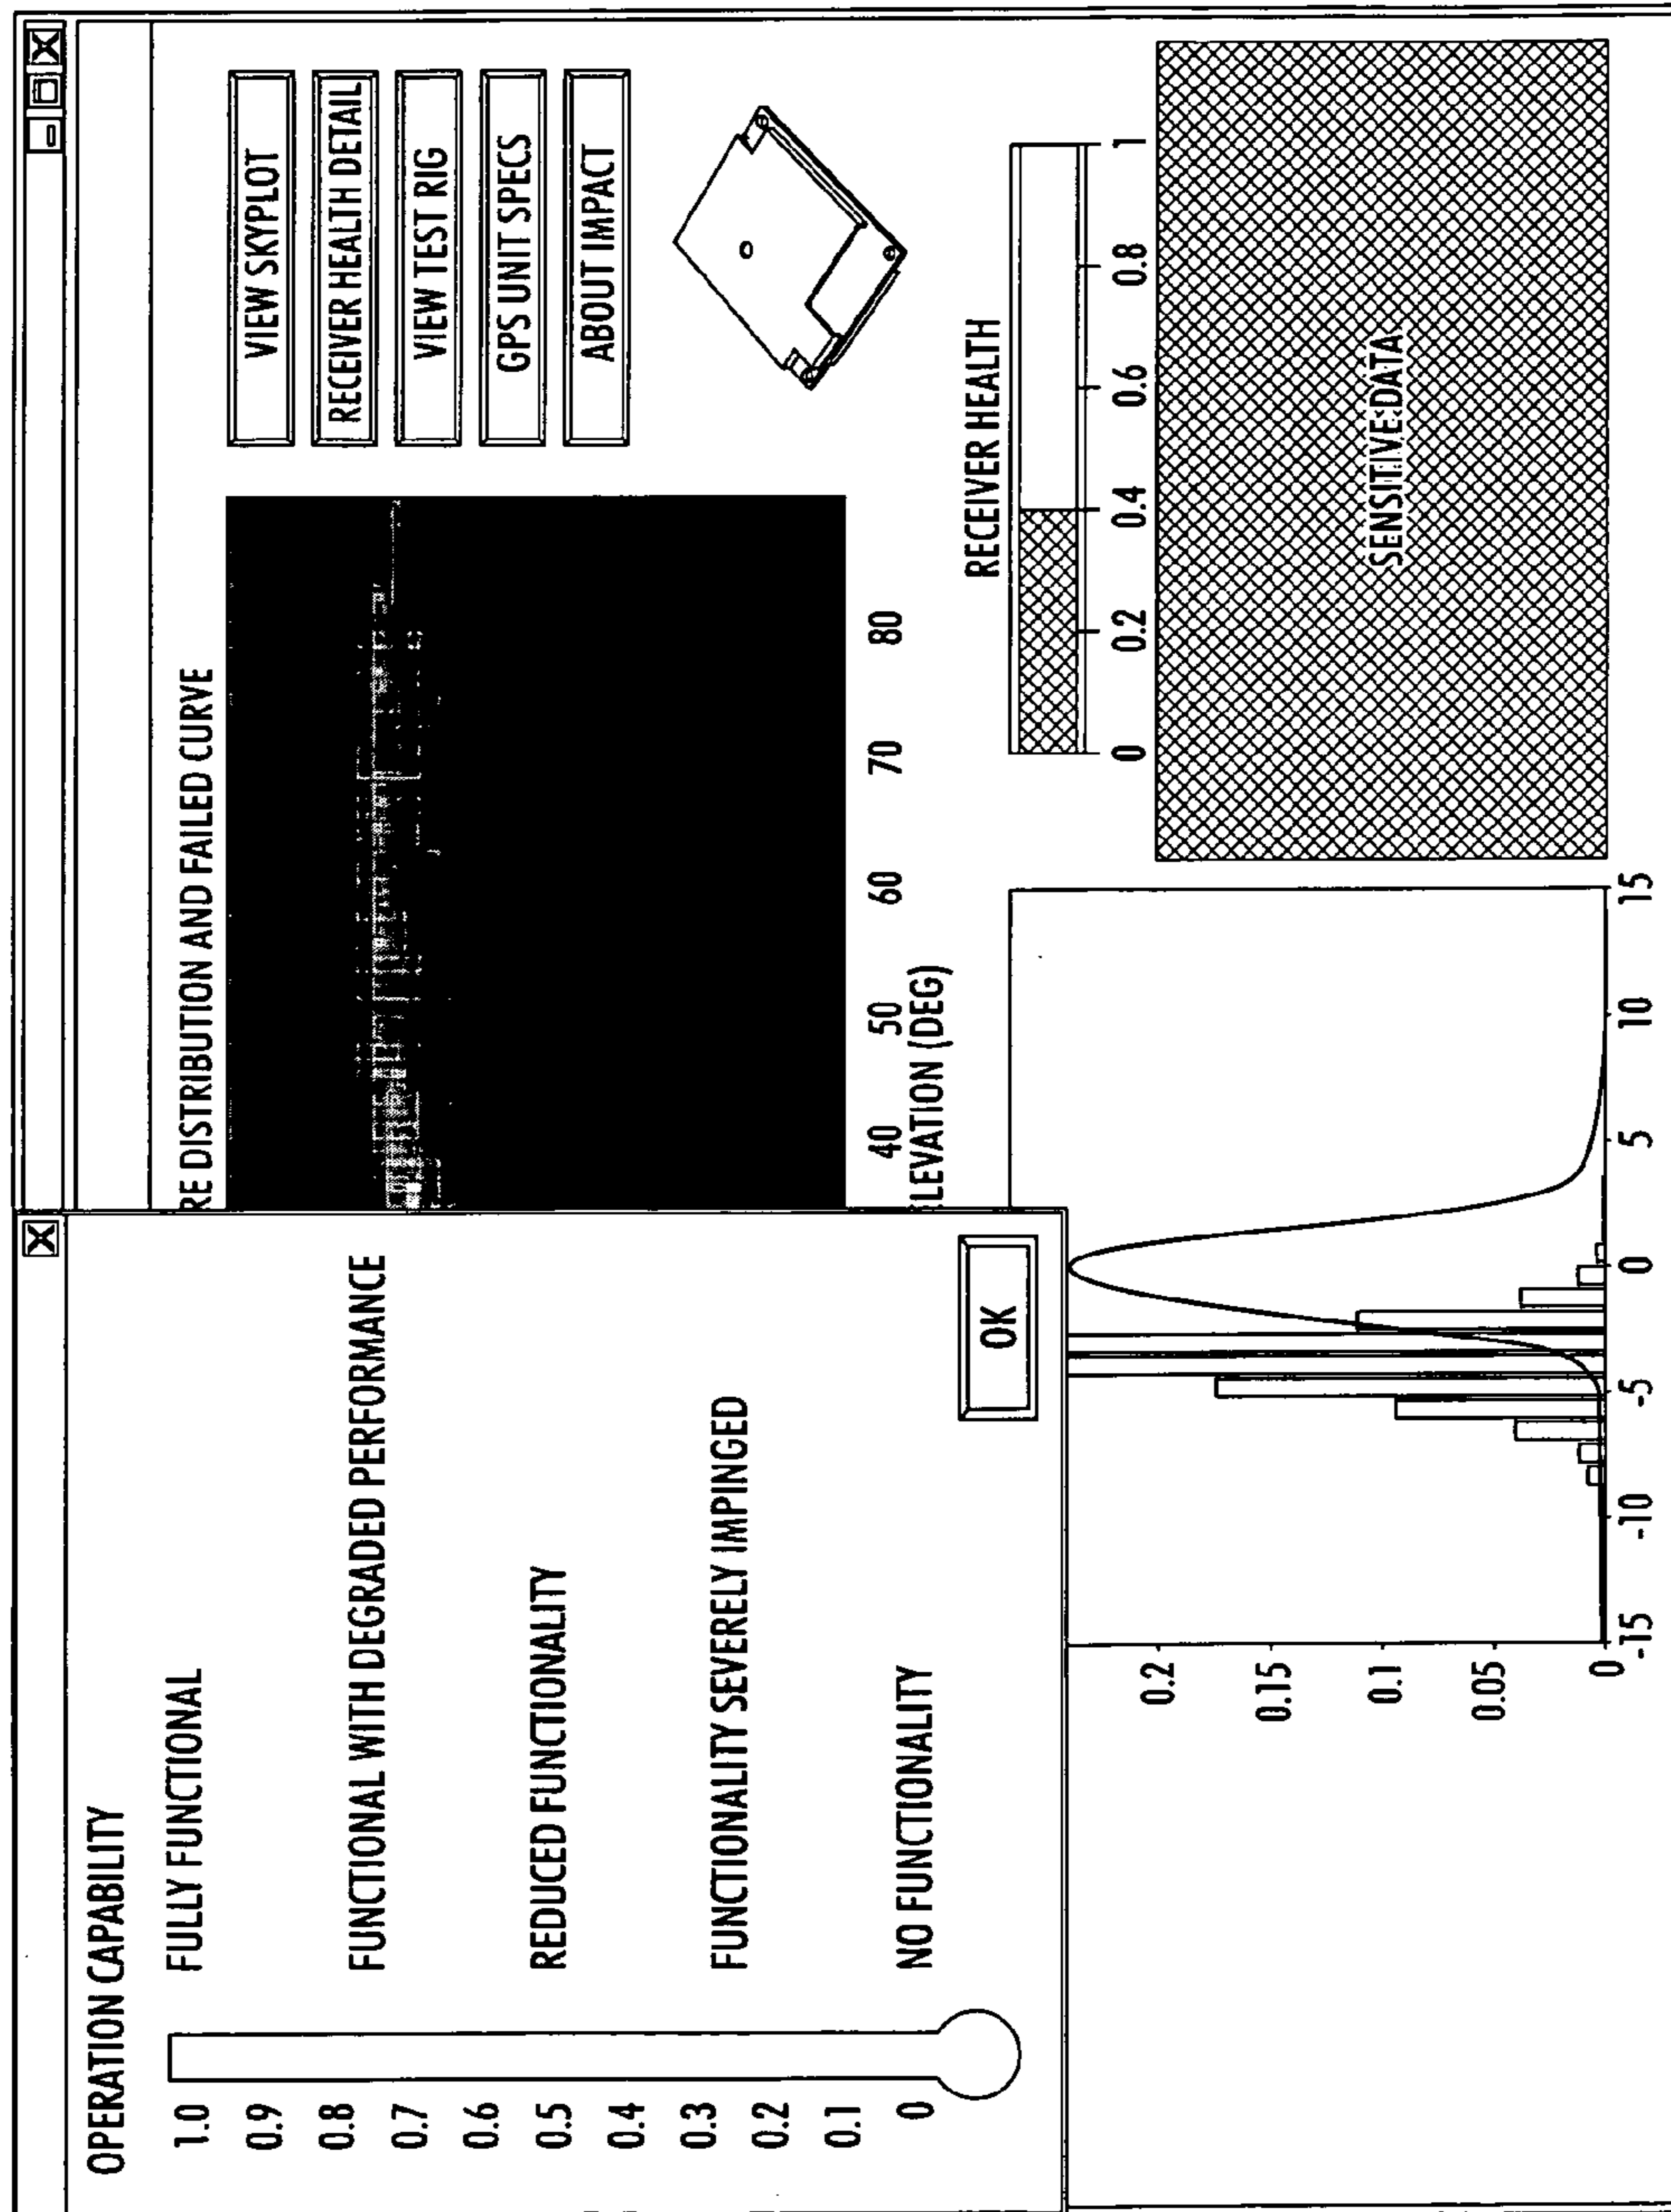 OPERATION CAPABILITY
1.0
0.9
0.8
0.7
0.6
0.5
0.4
0.3
0.2
0.1
0
FULLY FUNCTIONAL
FUNCTIONAL WITH DEGRADED PERFORMANCE
REDUCED FUNCTIONALITY
FUNCTIONALITY SEVERELY IMPINGED
NO FUNCTIONALITY
OK
RE DISTRIBUTION AND FAILED CURVE
40 50 60 70 80
LEVATION (DEG)
VIEW SKYPLOT
RECEIVER HEALTH DETAIL
VIEW TEST RIG
GPS UNIT SPECS
ABOUT IMPACT
RECEIVER HEALTH
0 0.2 0.4 0.6 0.8 1
SENSITIVE DATA
0.2
0.15
0.1
0.05
0
-15 -10 -5 0 5 10 15